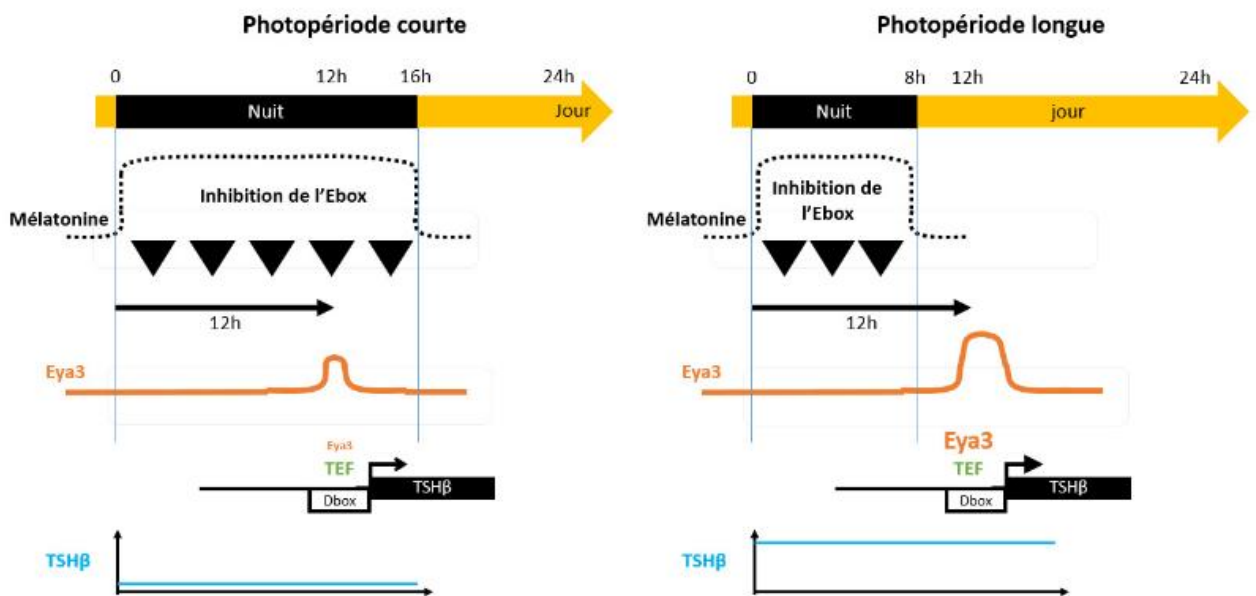 Photopériode courte
0 12h 16h 24h
Nuit
Jour
Mélatonine
Inhibition de l'Ebox
12h
Eya3
Eya3
TEF
Dbox
TSHβ
TSHβ
Photopériode longue
0 8h 12h 24h
Nuit
jour
Mélatonine
Inhibition de
l'Ebox
12h
Eya3
Eya3
TEF
Dbox
TSHβ
TSHβ